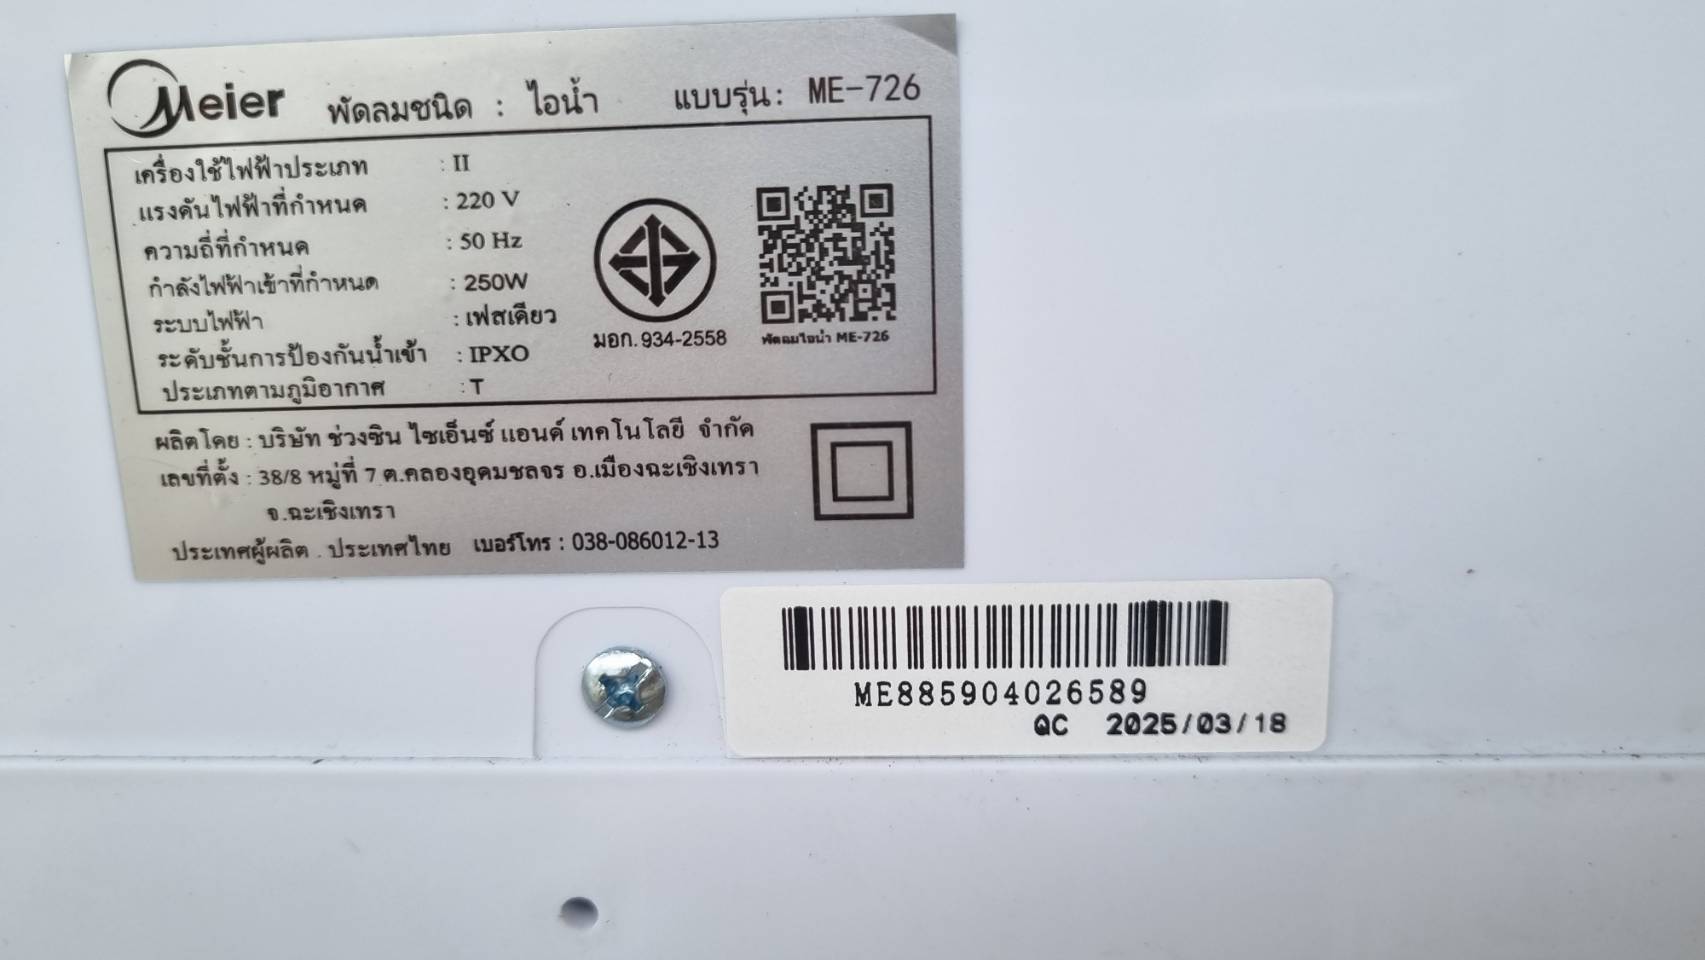 Meier พัดลมชนิด : ไอน้ำ แบบรุ่น: ME-726
เครื่องใช้ไฟฟ้าประเภท : II
แรงดันไฟฟ้าที่กำหนด : 220 V
ความถี่ที่กำหนด : 50 Hz
กำลังไฟฟ้าเข้าที่กำหนด : 250W
ระบบไฟฟ้า : เฟสเดียว
ระดับชั้นการป้องกันน้ำเข้า : IPXO
ประเภทตามภูมิอากาศ : T
มอก.934-2558
พัดลมไอน้ำ ME-726
ผลิตโดย : บริษัท ช่วงซิน ไซเอ็นซ์ แอนด์ เทคโนโลยี จำกัด
เลขที่ตั้ง : 38/8 หมู่ที่ 7 ต.คลองอุดมชลจร อ.เมืองฉะเชิงเทรา
จ.ฉะเชิงเทรา
ประเทศผู้ผลิต . ประเทศไทย เบอร์โทร : 038-086012-13
ME885904026589
QC 2025/03/18